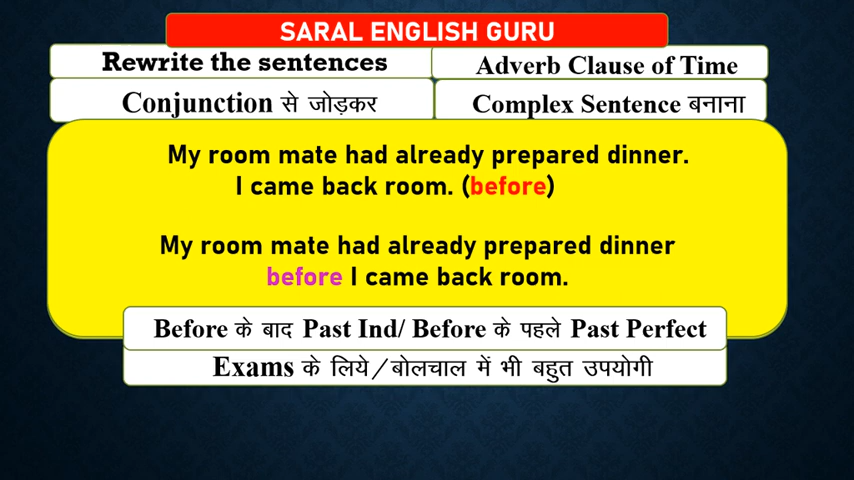 SARAL ENGLISH GURU
Rewrite the sentences
Adverb Clause of Time
Conjunction से जोड़कर
Complex Sentence बनाना
My room mate had already prepared dinner.
I came back room. (before)
My room mate had already prepared dinner
before I came back room.
Before के बाद Past Ind/ Before के पहले Past Perfect
Exams के लिये/बोलचाल में भी बहुत उपयोगी